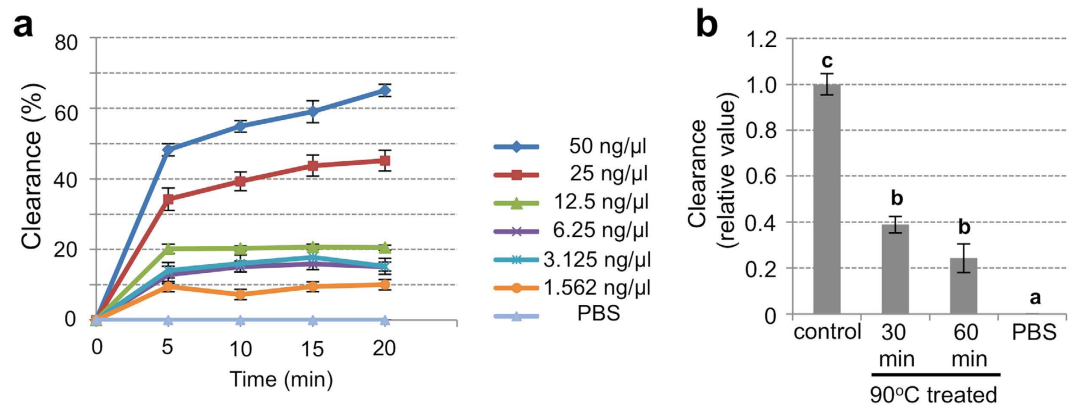 a
80
60
40
20
0
Clearance (%)
0 5 10 15 20
Time (min)
50 ng/µl
25 ng/µl
12.5 ng/µl
6.25 ng/µl
3.125 ng/µl
1.562 ng/µl
PBS
b
1.2
1.0
0.8
0.6
0.4
0.2
0
Clearance
(relative value)
c
b
b
a
control 30 60 PBS
min min
90°C treated